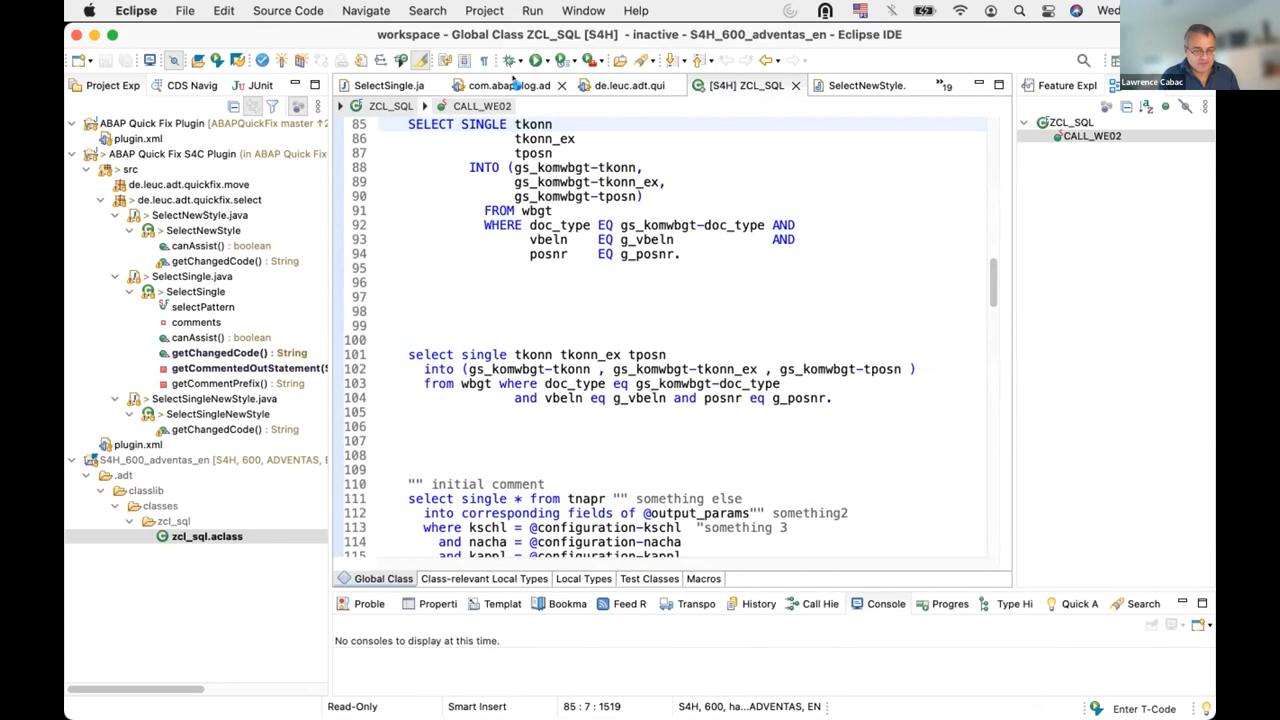 Eclipse File Edit Source Code Navigate Search Project Run Window Help Wed
workspace - Global Class ZCL_SQL [S4H] - inactive - S4H_600_adventas_en - Eclipse IDE
Lawrence Cabac
Project Exp CDS Navig JUnit
SelectSingle.ja com.abapblog.ad de.leuc.adt.qui [S4H] ZCL_SQL SelectNewStyle. »19
Feature Expl
ZCL_SQL CALL_WE02
ABAP Quick Fix Plugin (ABAPQuickFix master ↑2
plugin.xml
> ABAP Quick Fix S4C Plugin (in ABAP Quick Fix
> src
de.leuc.adt.quickfix.move
> de.leuc.adt.quickfix.select
> SelectNewStyle.java
SelectNewStyle
canAssist() : boolean
getChangedCode() : String
> SelectSingle.java
SelectSingle
selectPattern
comments
canAssist() : boolean
getChangedCode() : String
getCommentedOutStatement(S
getCommentPrefix() : String
> SelectSingleNewStyle.java
> SelectSingleNewStyle
getChangedCode() : String
plugin.xml
S4H_600_adventas_en [S4H, 600, ADVENTAS, E
.adt
classlib
classes
zcl_sql
zcl_sql.aclass
85 SELECT SINGLE tkonn
86 tkonn_ex
87 tposn
88 INTO (gs_komwbgt-tkonn,
89 gs_komwbgt-tkonn_ex,
90 gs_komwbgt-tposn)
91 FROM wbgt
92 WHERE doc_type EQ gs_komwbgt-doc_type AND
93 vbeln EQ g_vbeln AND
94 posnr EQ g_posnr.
95
96
97
98
99
100
101 select single tkonn tkonn_ex tposn
102 into (gs_komwbgt-tkonn , gs_komwbgt-tkonn_ex , gs_komwbgt-tposn )
103 from wbgt where doc_type eq gs_komwbgt-doc_type
104 and vbeln eq g_vbeln and posnr eq g_posnr.
105
106
107
108
109
110 "" initial comment
111 select single * from tnapr "" something else
112 into corresponding fields of @output_params"" something2
113 where kschl = @configuration-kschl "something 3
114 and nacha = @configuration-nacha
115 and kappl = @configuration-kappl
ZCL_SQL
CALL_WE02
Global Class Class-relevant Local Types Local Types Test Classes Macros
Proble Properti Templat Bookma Feed R Transpo History Call Hie Console Progres Type Hi Quick A Search
No consoles to display at this time.
Read-Only Smart Insert 85 : 7 : 1519 S4H, 600, ha...ADVENTAS, EN Enter T-Code